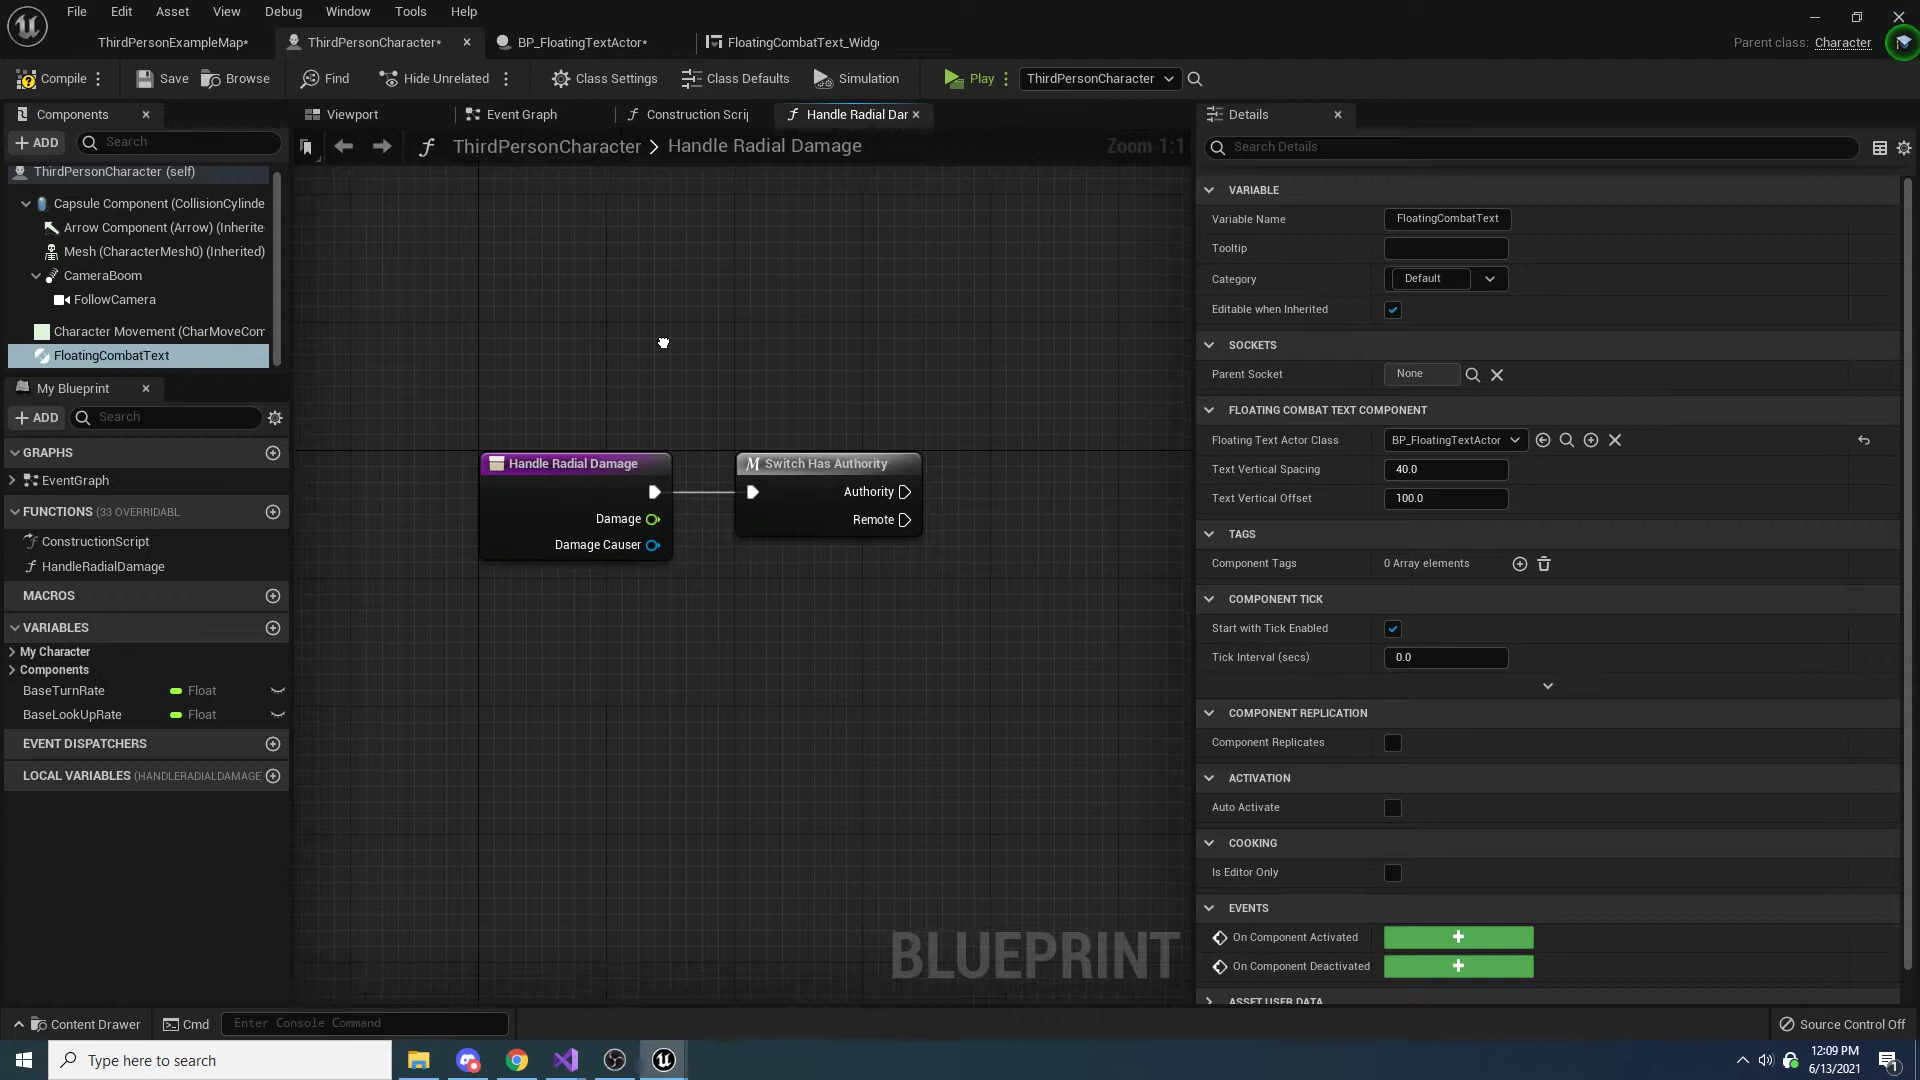 File Edit Asset View Debug Window Tools Help
ThirdPersonExampleMap* ThirdPersonCharacter* BP_FloatingTextActor* FloatingCombatText_Widg
Parent class: Character
Compile Save Browse Find Hide Unrelated Class Settings Class Defaults Simulation Play ThirdPersonCharacter
Components
ADD Search
ThirdPersonCharacter (self)
Capsule Component (CollisionCylinde
Arrow Component (Arrow) (Inherite
Mesh (CharacterMesh0) (Inherited)
CameraBoom
FollowCamera
Character Movement (CharMoveCom
FloatingCombatText
My Blueprint
ADD Search
GRAPHS
EventGraph
FUNCTIONS (33 OVERRIDABL
ConstructionScript
HandleRadialDamage
MACROS
VARIABLES
My Character
Components
BaseTurnRate Float
BaseLookUpRate Float
EVENT DISPATCHERS
LOCAL VARIABLES (HANDLERADIALDAMAGE
Viewport Event Graph Construction Scrip Handle Radial Dar
ThirdPersonCharacter > Handle Radial Damage Zoom 1:1
Handle Radial Damage
Damage
Damage Causer
Switch Has Authority
Authority
Remote
BLUEPRINT
Details
Search Details
VARIABLE
Variable Name FloatingCombatText
Tooltip
Category Default
Editable when Inherited
SOCKETS
Parent Socket None
FLOATING COMBAT TEXT COMPONENT
Floating Text Actor Class BP_FloatingTextActor
Text Vertical Spacing 40.0
Text Vertical Offset 100.0
TAGS
Component Tags 0 Array elements
COMPONENT TICK
Start with Tick Enabled
Tick Interval (secs) 0.0
COMPONENT REPLICATION
Component Replicates
ACTIVATION
Auto Activate
COOKING
Is Editor Only
EVENTS
On Component Activated
On Component Deactivated
ASSET USER DATA
Content Drawer Cmd Enter Console Command Source Control Off
Type here to search
12:09 PM
6/13/2021
1